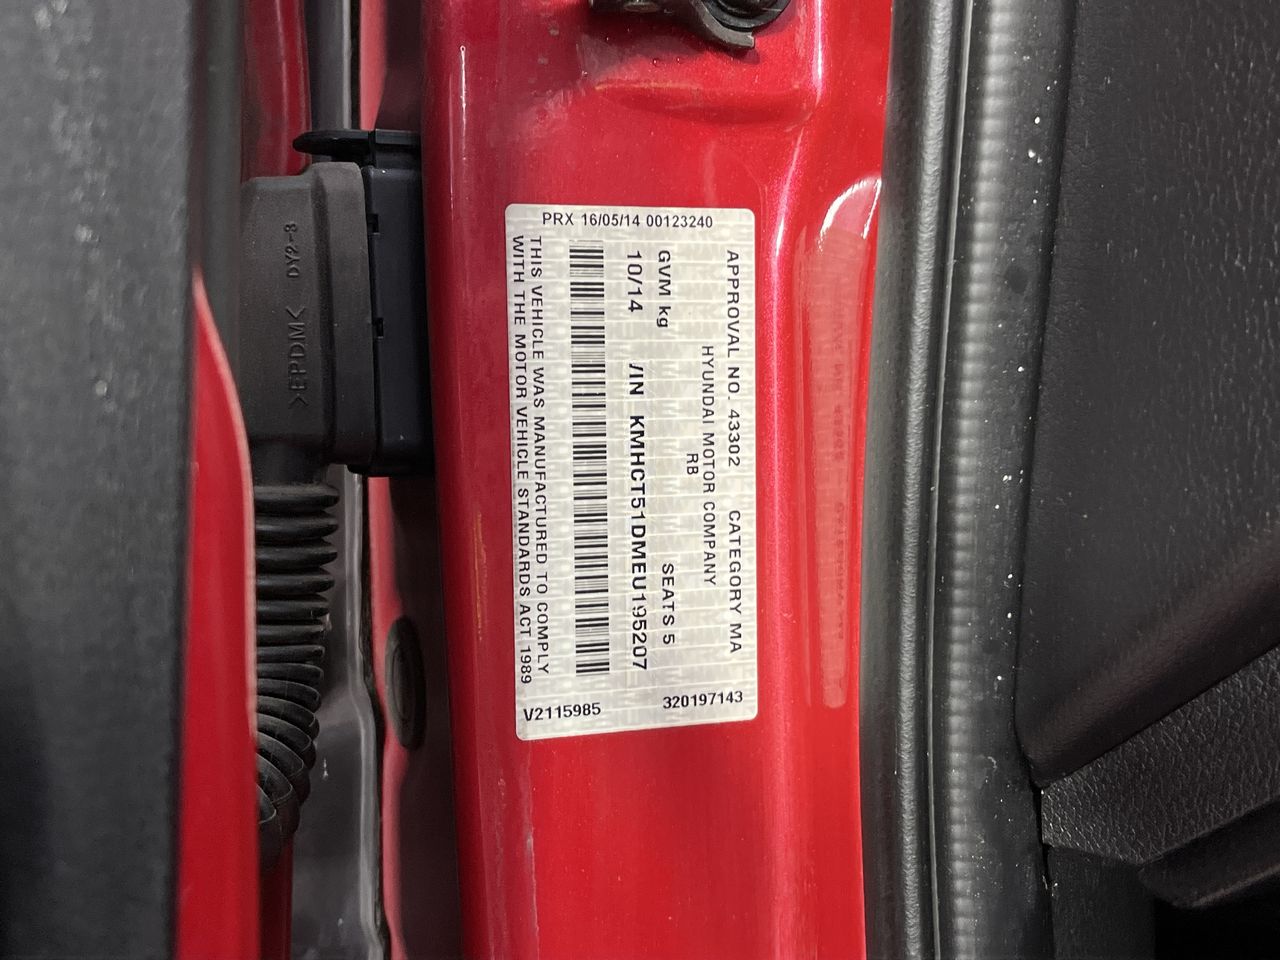 PRX 16/05/14 00123240
APPROVAL NO. 43302 CATEGORY MA
HYUNDAI MOTOR COMPANY
RB
GVM kg SEATS 5
10/14 VIN KMHCT51DMEU195207
THIS VEHICLE WAS MANUFACTURED TO COMPLY
WITH THE MOTOR VEHICLE STANDARDS ACT 1989
V2115985 320197143
>EPDM<